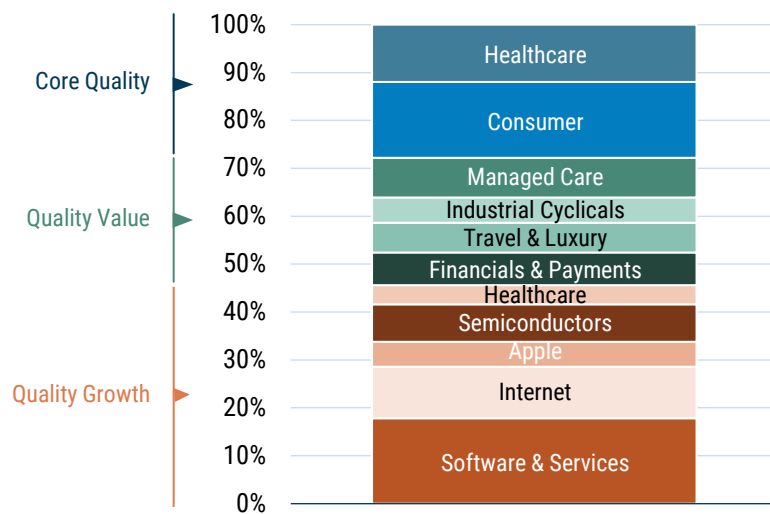 Core Quality
Quality Value
Quality Growth
100%
90%
80%
70%
60%
50%
40%
30%
20%
10%
0%
Healthcare
Consumer
Managed Care
Industrial Cyclicals
Travel & Luxury
Financials & Payments
Healthcare
Semiconductors
Apple
Internet
Software & Services